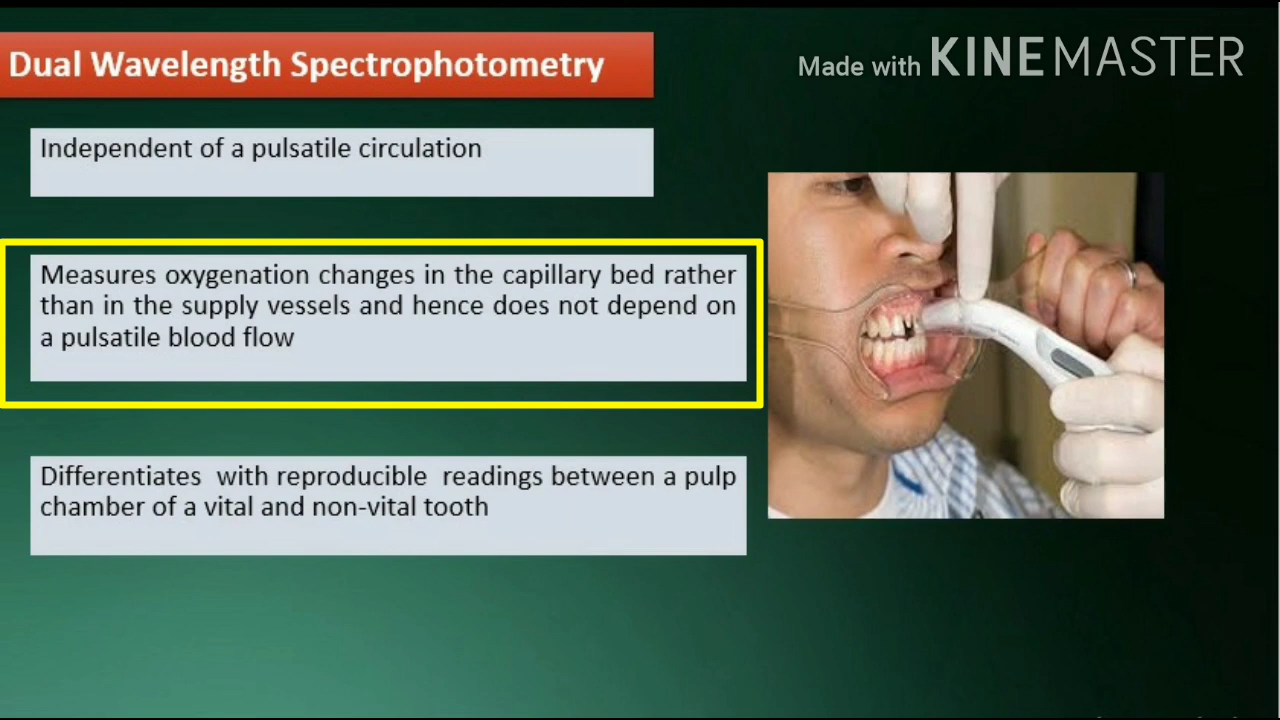 Dual Wavelength Spectrophotometry
Made with KINEMASTER
Independent of a pulsatile circulation
Measures oxygenation changes in the capillary bed rather
than in the supply vessels and hence does not depend on
a pulsatile blood flow
Differentiates with reproducible readings between a pulp
chamber of a vital and non-vital tooth